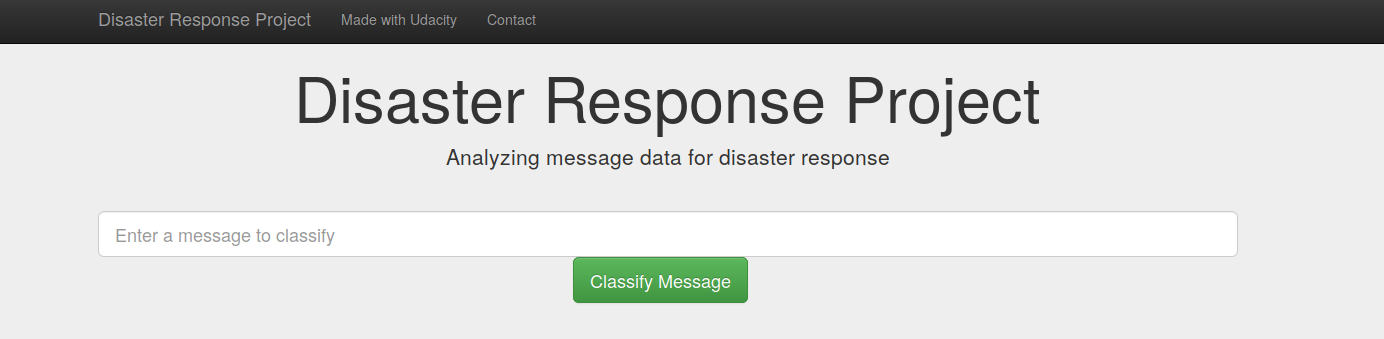 Disaster Response Project Made with Udacity Contact
Disaster Response Project
Analyzing message data for disaster response
Enter a message to classify
Classify Message